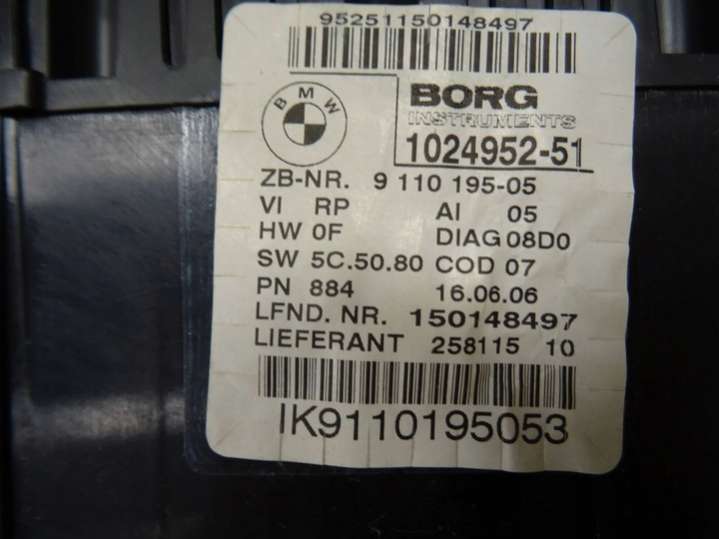 95251150148497
BMW
BORG
INSTRUMENTS
1024952-51
ZB-NR. 9 110 195-05
VI RP AI 05
HW 0F DIAG 08D0
SW 5C.50.80 COD 07
PN 884 16.06.06
LFND. NR. 150148497
LIEFERANT 258115 10
IK9110195053